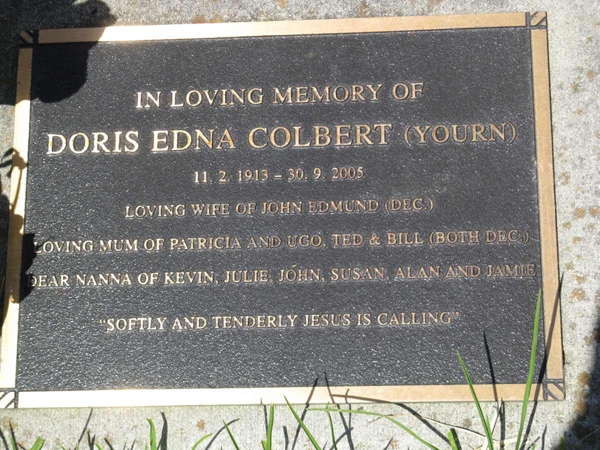 IN LOVING MEMORY OF
DORIS EDNA COLBERT (YOURN)
11. 2. 1913 – 30. 9. 2005
LOVING WIFE OF JOHN EDMUND (DEC.)
LOVING MUM OF PATRICIA AND UGO, TED & BILL (BOTH DEC.)
DEAR NANNA OF KEVIN, JULIE, JOHN, SUSAN, ALAN AND JAMIE
"SOFTLY AND TENDERLY JESUS IS CALLING"